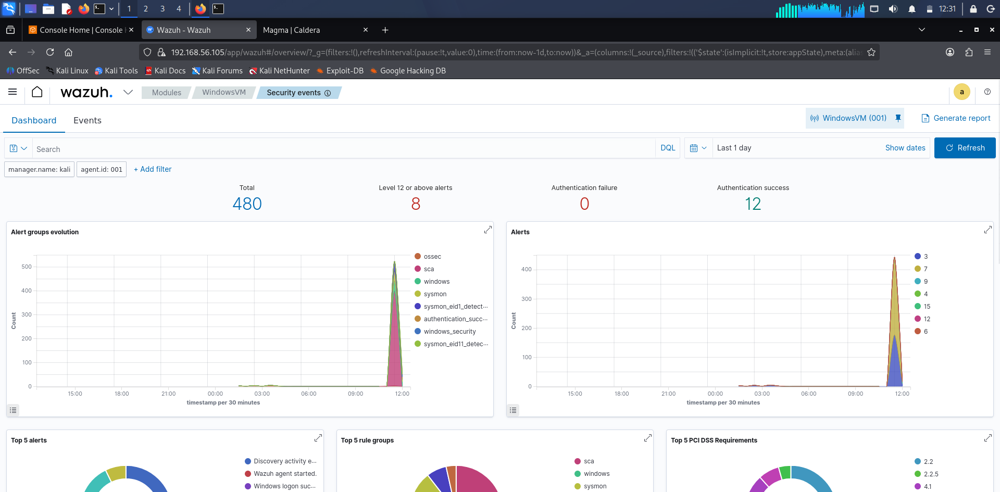 1 2 3 4 12:31
Console Home | Console Wazuh - Wazuh Magma | Caldera
192.168.56.105/app/wazuh#/overview/?_g=(filters:!(),refreshInterval:(pause:!t,value:0),time:(from:now-1d,to:now))&_a=(columns:!(_source),filters:!(('$state':(isImplicit:!t,store:appState),meta:(alias
OffSec Kali Linux Kali Tools Kali Docs Kali Forums Kali NetHunter Exploit-DB Google Hacking DB
wazuh. Modules WindowsVM Security events a
Dashboard Events WindowsVM (001) Generate report
Search DQL Last 1 day Show dates Refresh
manager.name: kali agent.id: 001 + Add filter
Total Level 12 or above alerts Authentication failure Authentication success
480 8 0 12
Alert groups evolution
Count
500
400
300
200
100
0
15:00 18:00 21:00 00:00 03:00 06:00 09:00 12:00
timestamp per 30 minutes
ossec
sca
windows
sysmon
sysmon_eid1_detect...
authentication_succ...
windows_security
sysmon_eid11_detec...
Alerts
Count
400
300
200
100
0
15:00 18:00 21:00 00:00 03:00 06:00 09:00 12:00
timestamp per 30 minutes
3
7
9
4
15
12
6
Top 5 alerts
Discovery activity e...
Wazuh agent started.
Windows logon suc...
Top 5 rule groups
sca
windows
sysmon
Top 5 PCI DSS Requirements
2.2
2.2.5
4.1